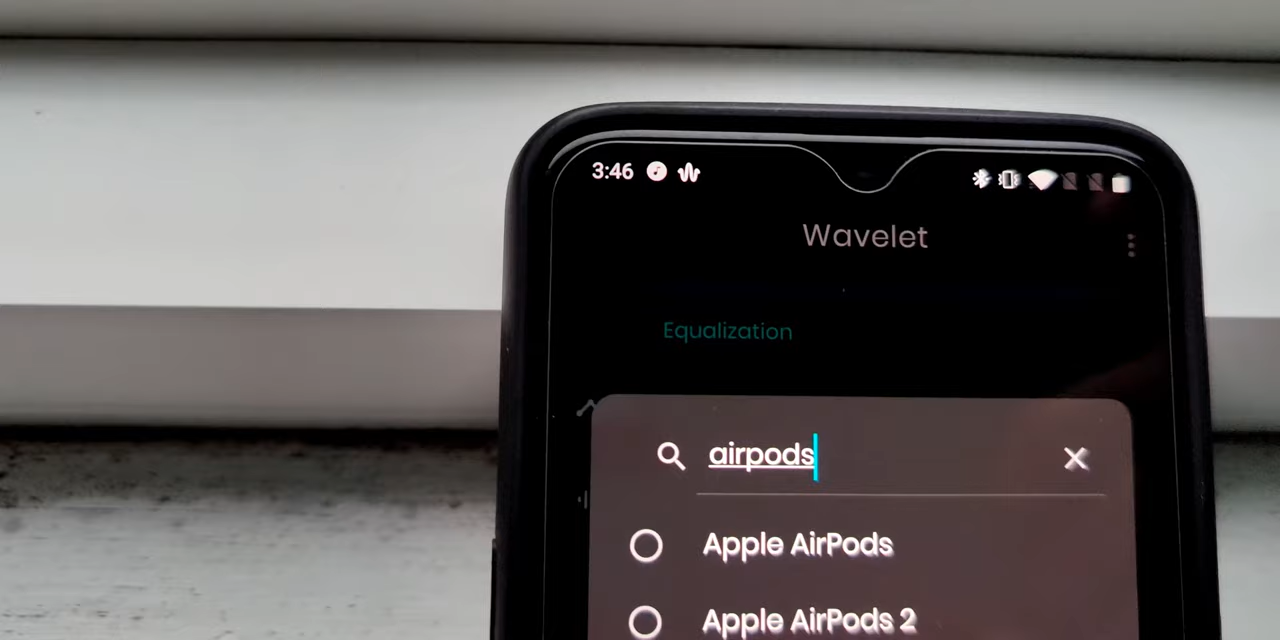 3:46
Wavelet
Equalization
airpods
Apple AirPods
Apple AirPods 2